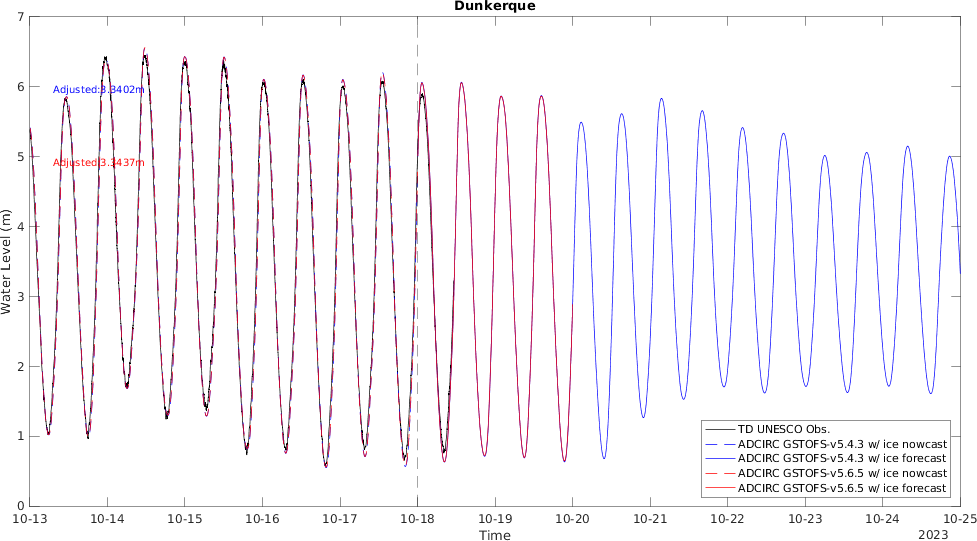 Dunkerque
7
6
5
4
3
2
1
0
Water Level (m)
Adjusted:3.3402m
Adjusted:3.3437m
TD UNESCO Obs.
ADCIRC GSTOFS-v5.4.3 w/ ice nowcast
ADCIRC GSTOFS-v5.4.3 w/ ice forecast
ADCIRC GSTOFS-v5.6.5 w/ ice nowcast
ADCIRC GSTOFS-v5.6.5 w/ ice forecast
10-13 10-14 10-15 10-16 10-17 10-18 10-19 10-20 10-21 10-22 10-23 10-24 10-25
Time
2023